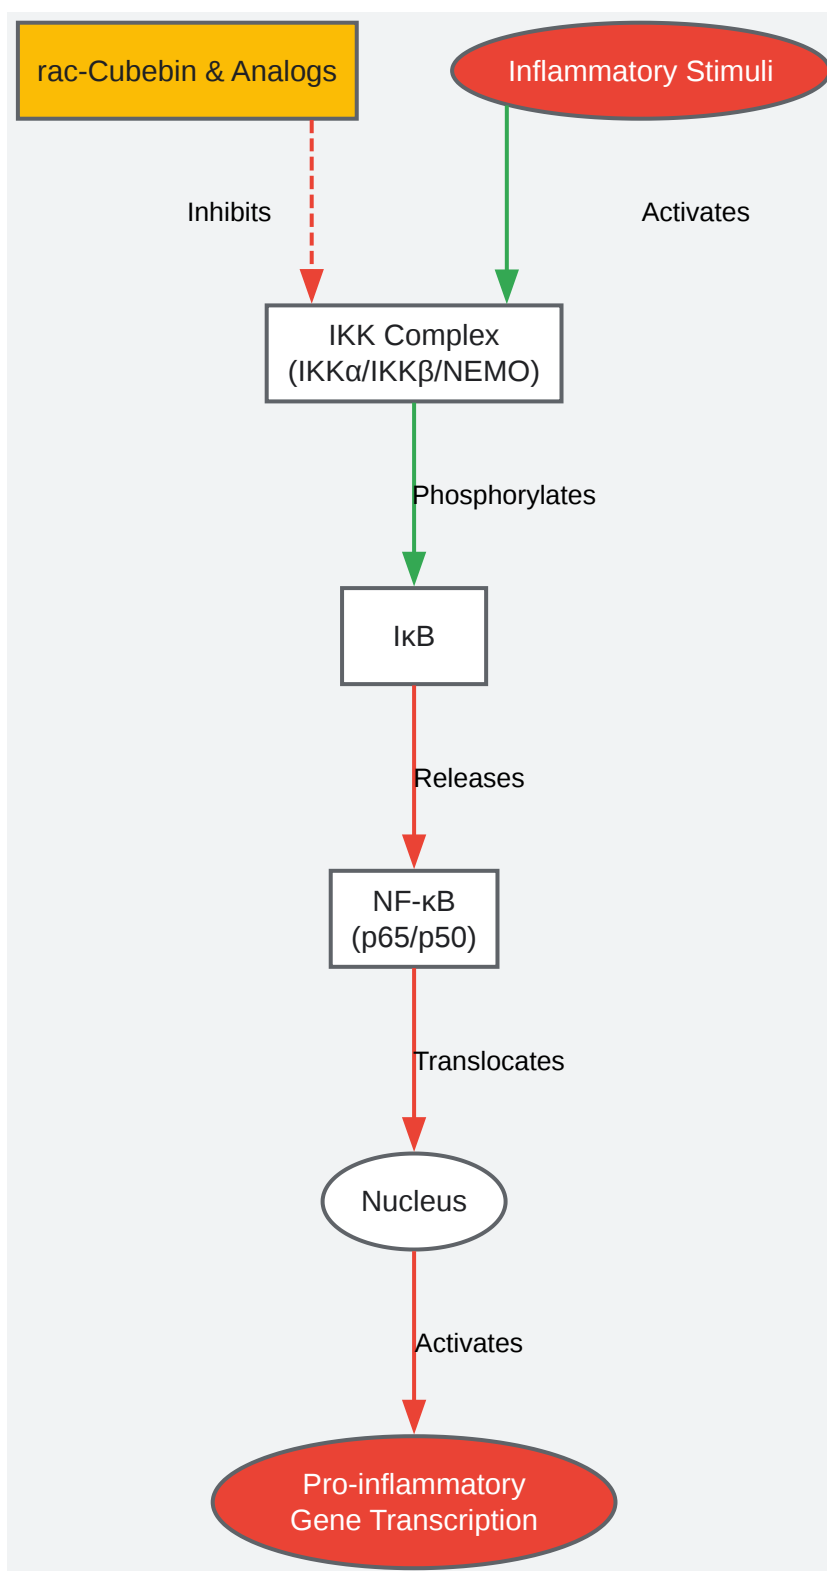 rac-Cubebin & Analogs
Inflammatory Stimuli
Inhibits
Activates
IKK Complex
(IKKα/IKKβ/NEMO)
Phosphorylates
IκB
Releases
NF-κB
(p65/p50)
Translocates
Nucleus
Activates
Pro-inflammatory
Gene Transcription